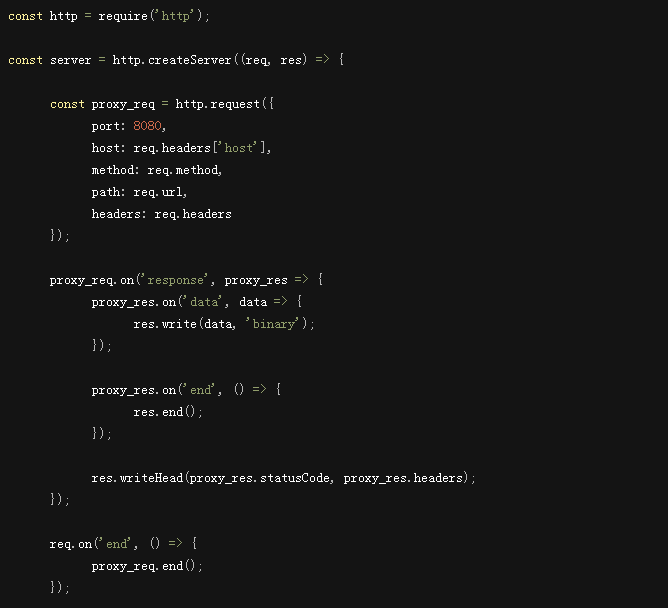 const http = require('http');
const server = http.createServer((req, res) => {
const proxy_req = http.request({
port: 8080,
host: req.headers['host'],
method: req.method,
path: req.url,
headers: req.headers
});
proxy_req.on('response', proxy_res => {
proxy_res.on('data', data => {
res.write(data, 'binary');
});
proxy_res.on('end', () => {
res.end();
});
res.writeHead(proxy_res.statusCode, proxy_res.headers);
});
req.on('end', () => {
proxy_req.end();
});